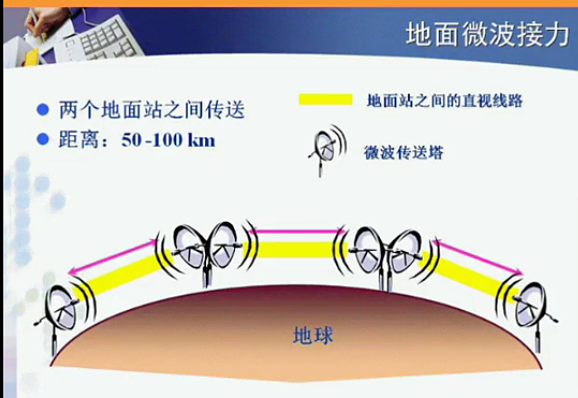 地面微波接力
两个地面站之间传送
距离：50-100 km
地面站之间的直视线路
微波传送塔
地球